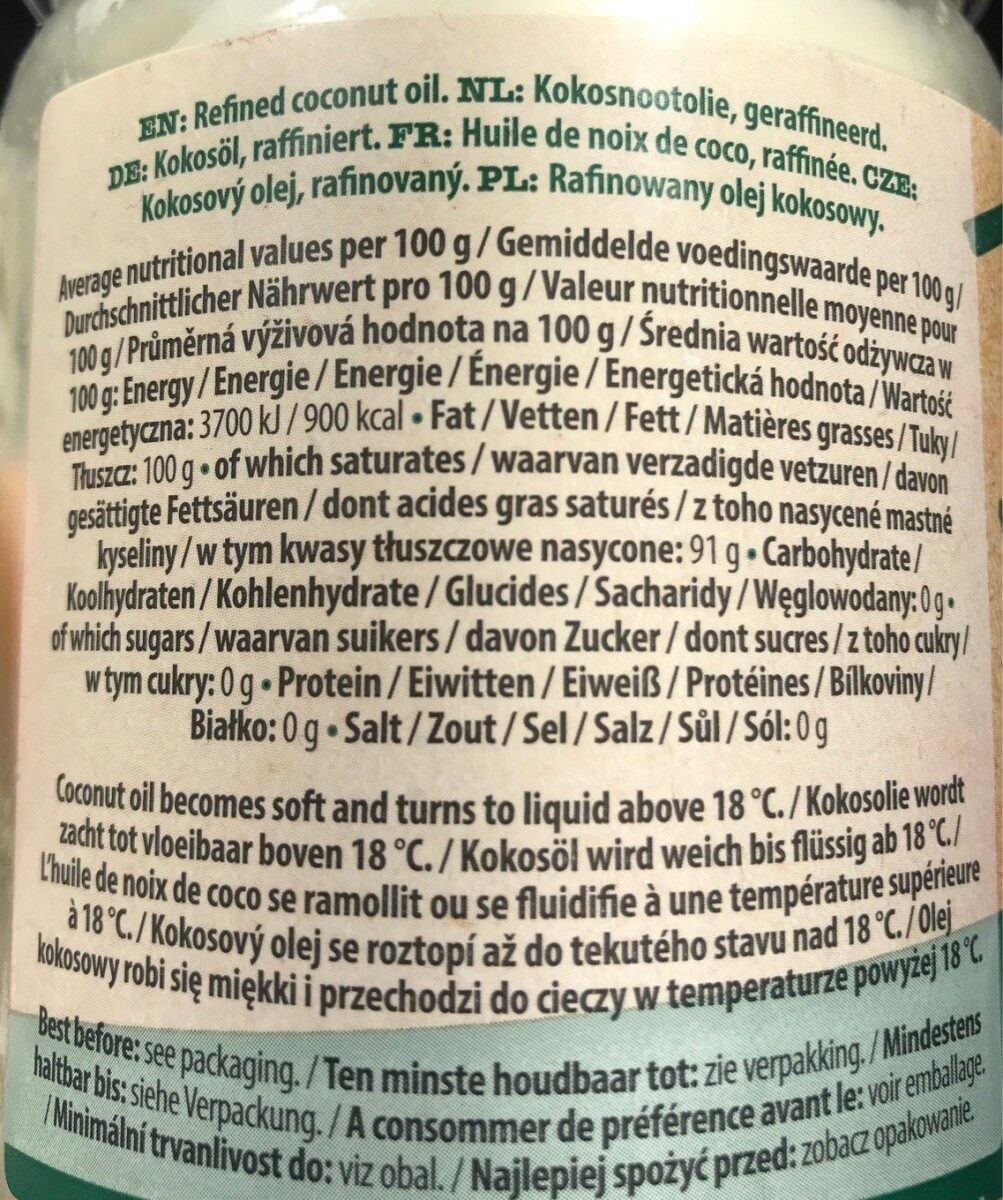 EN: Refined coconut oil. NL: Kokosnootolie, geraffineerd.
DE: Kokosöl, raffiniert. FR: Huile de noix de coco, raffinée. CZE:
Kokosový olej, rafinovaný. PL: Rafinowany olej kokosowy.
Average nutritional values per 100 g / Gemiddelde voedingswaarde per 100 g /
Durchschnittlicher Nährwert pro 100 g / Valeur nutritionnelle moyenne pour
100 g / Průměrná výživová hodnota na 100 g / Średnia wartość odżywcza w
100 g: Energy / Energie / Energie / Énergie / Energetická hodnota / Wartość
energetyczna: 3700 kJ / 900 kcal • Fat / Vetten / Fett / Matières grasses / Tuky /
Tłuszcz: 100 g • of which saturates / waarvan verzadigde vetzuren / davon
gesättigte Fettsäuren / dont acides gras saturés / z toho nasycené mastné
kyseliny / w tym kwasy tłuszczowe nasycone: 91 g • Carbohydrate /
Koolhydraten / Kohlenhydrate / Glucides / Sacharidy / Węglowodany: 0 g •
of which sugars / waarvan suikers / davon Zucker / dont sucres / z toho cukry /
w tym cukry: 0 g • Protein / Eiwitten / Eiweiß / Protéines / Bílkoviny /
Białko: 0 g • Salt / Zout / Sel / Salz / Sůl / Sól: 0 g
Coconut oil becomes soft and turns to liquid above 18 °C. / Kokosolie wordt
zacht tot vloeibaar boven 18 °C. / Kokosöl wird weich bis flüssig ab 18 °C. /
L'huile de noix de coco se ramollit ou se fluidifie à une température supérieure
à 18 °C. / Kokosový olej se roztopí až do tekutého stavu nad 18 °C. / Olej
kokosowy robi się miękki i przechodzi do cieczy w temperaturze powyżej 18 °C.
Best before: see packaging. / Ten minste houdbaar tot: zie verpakking. / Mindestens
haltbar bis: siehe Verpackung. / A consommer de préférence avant le: voir emballage.
/ Minimální trvanlivost do: viz obal. / Najlepiej spożyć przed: zobacz opakowanie.